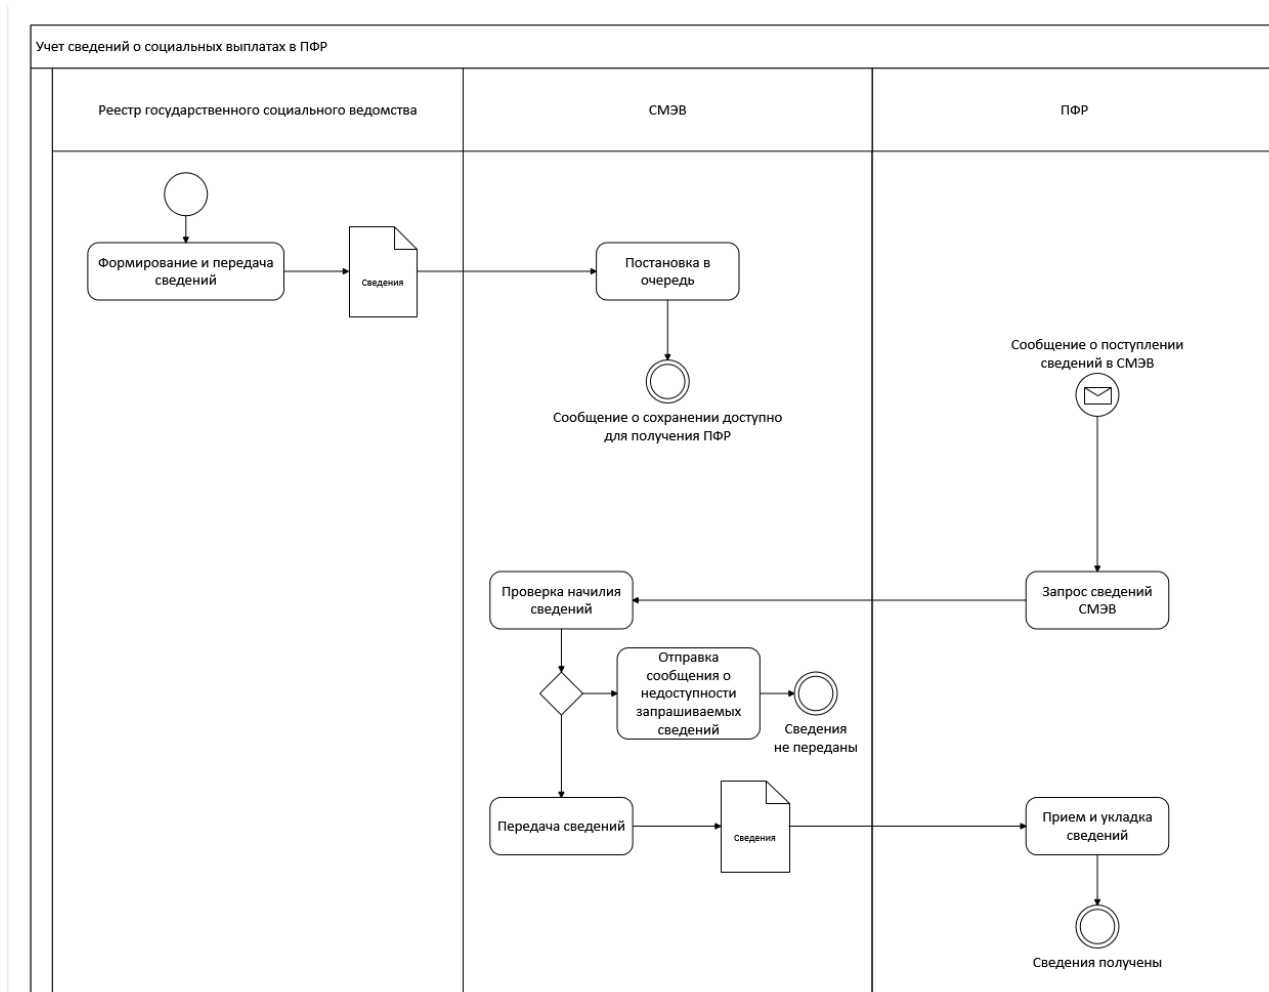 Учет сведений о социальных выплатах в ПФР
Реестр государственного социального ведомства
СМЭВ
ПФР
Формирование и передача
сведений
Сведения
Постановка в
очередь
Сообщение о сохранении доступно
для получения ПФР
Сообщение о поступлении
сведений в СМЭВ
Запрос сведений
СМЭВ
Проверка начилия
сведений
Отправка
сообщения о
недоступности
запрашиваемых
сведений
Сведения
не переданы
Передача сведений
Сведения
Прием и укладка
сведений
Сведения получены